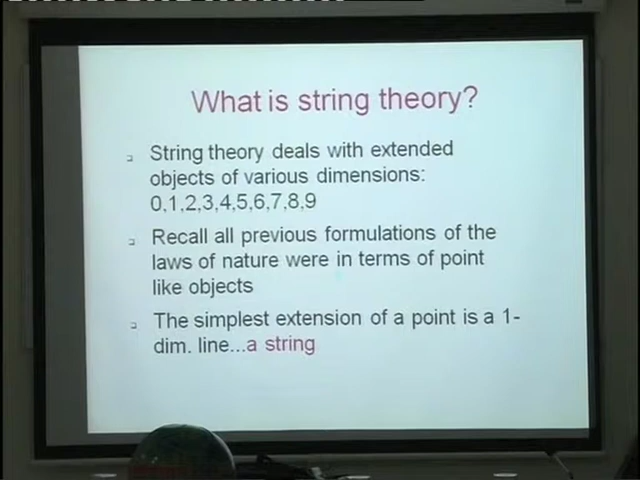 What is string theory?
String theory deals with extended
objects of various dimensions:
0,1,2,3,4,5,6,7,8,9
Recall all previous formulations of the
laws of nature were in terms of point
like objects
The simplest extension of a point is a 1-
dim. line...a string